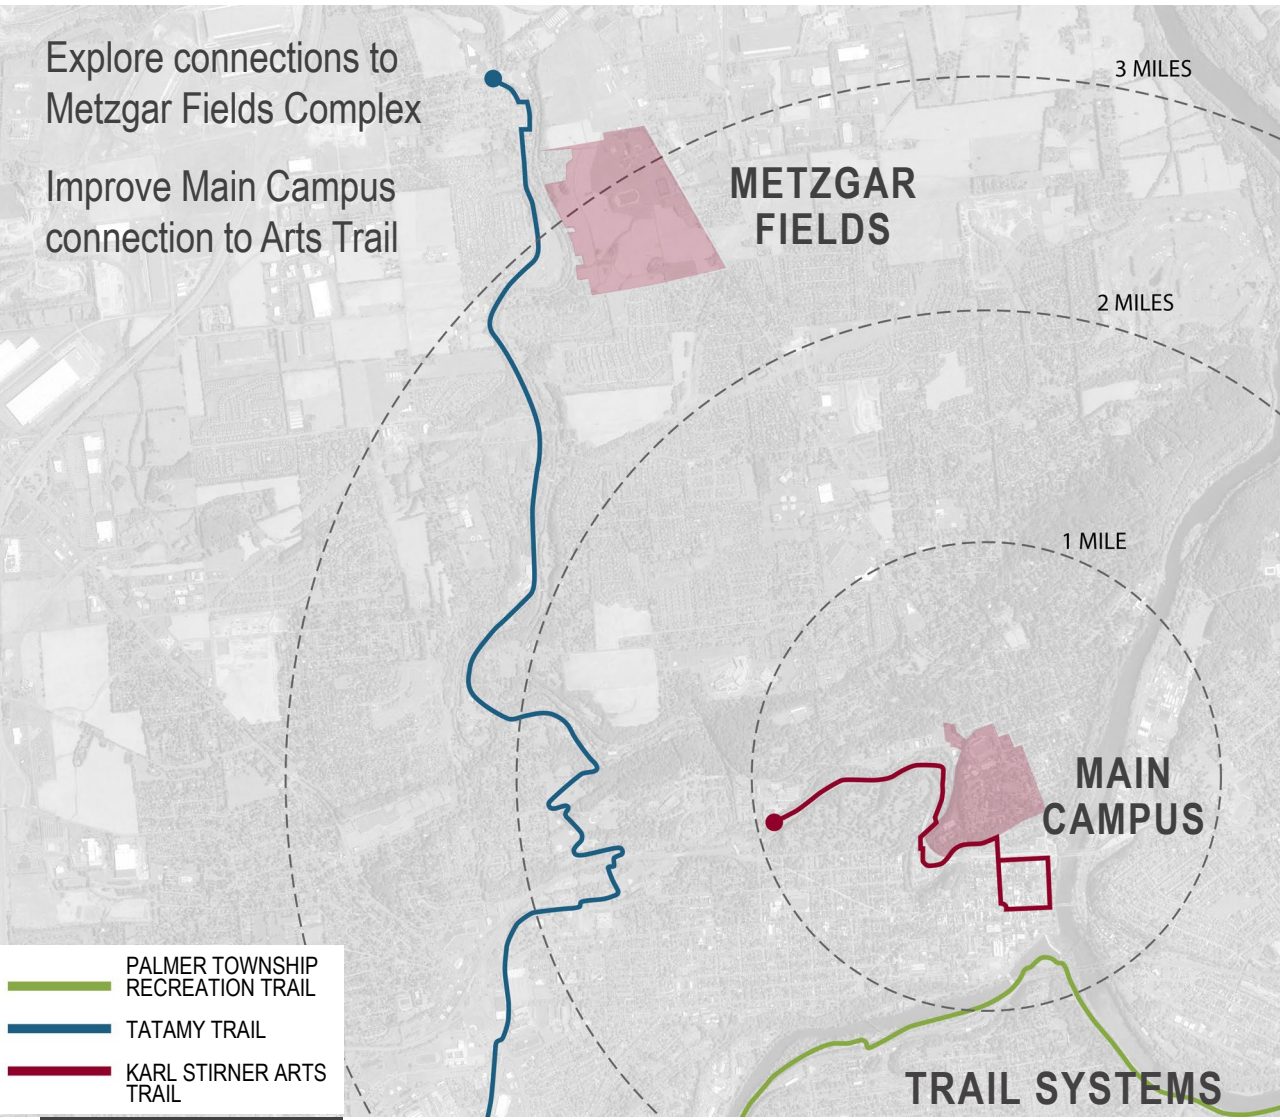 Explore connections to
Metzgar Fields Complex
Improve Main Campus
connection to Arts Trail
3 MILES
METZGAR
FIELDS
2 MILES
1 MILE
MAIN
CAMPUS
PALMER TOWNSHIP
RECREATION TRAIL
TATAMY TRAIL
KARL STIRNER ARTS
TRAIL
TRAIL SYSTEMS